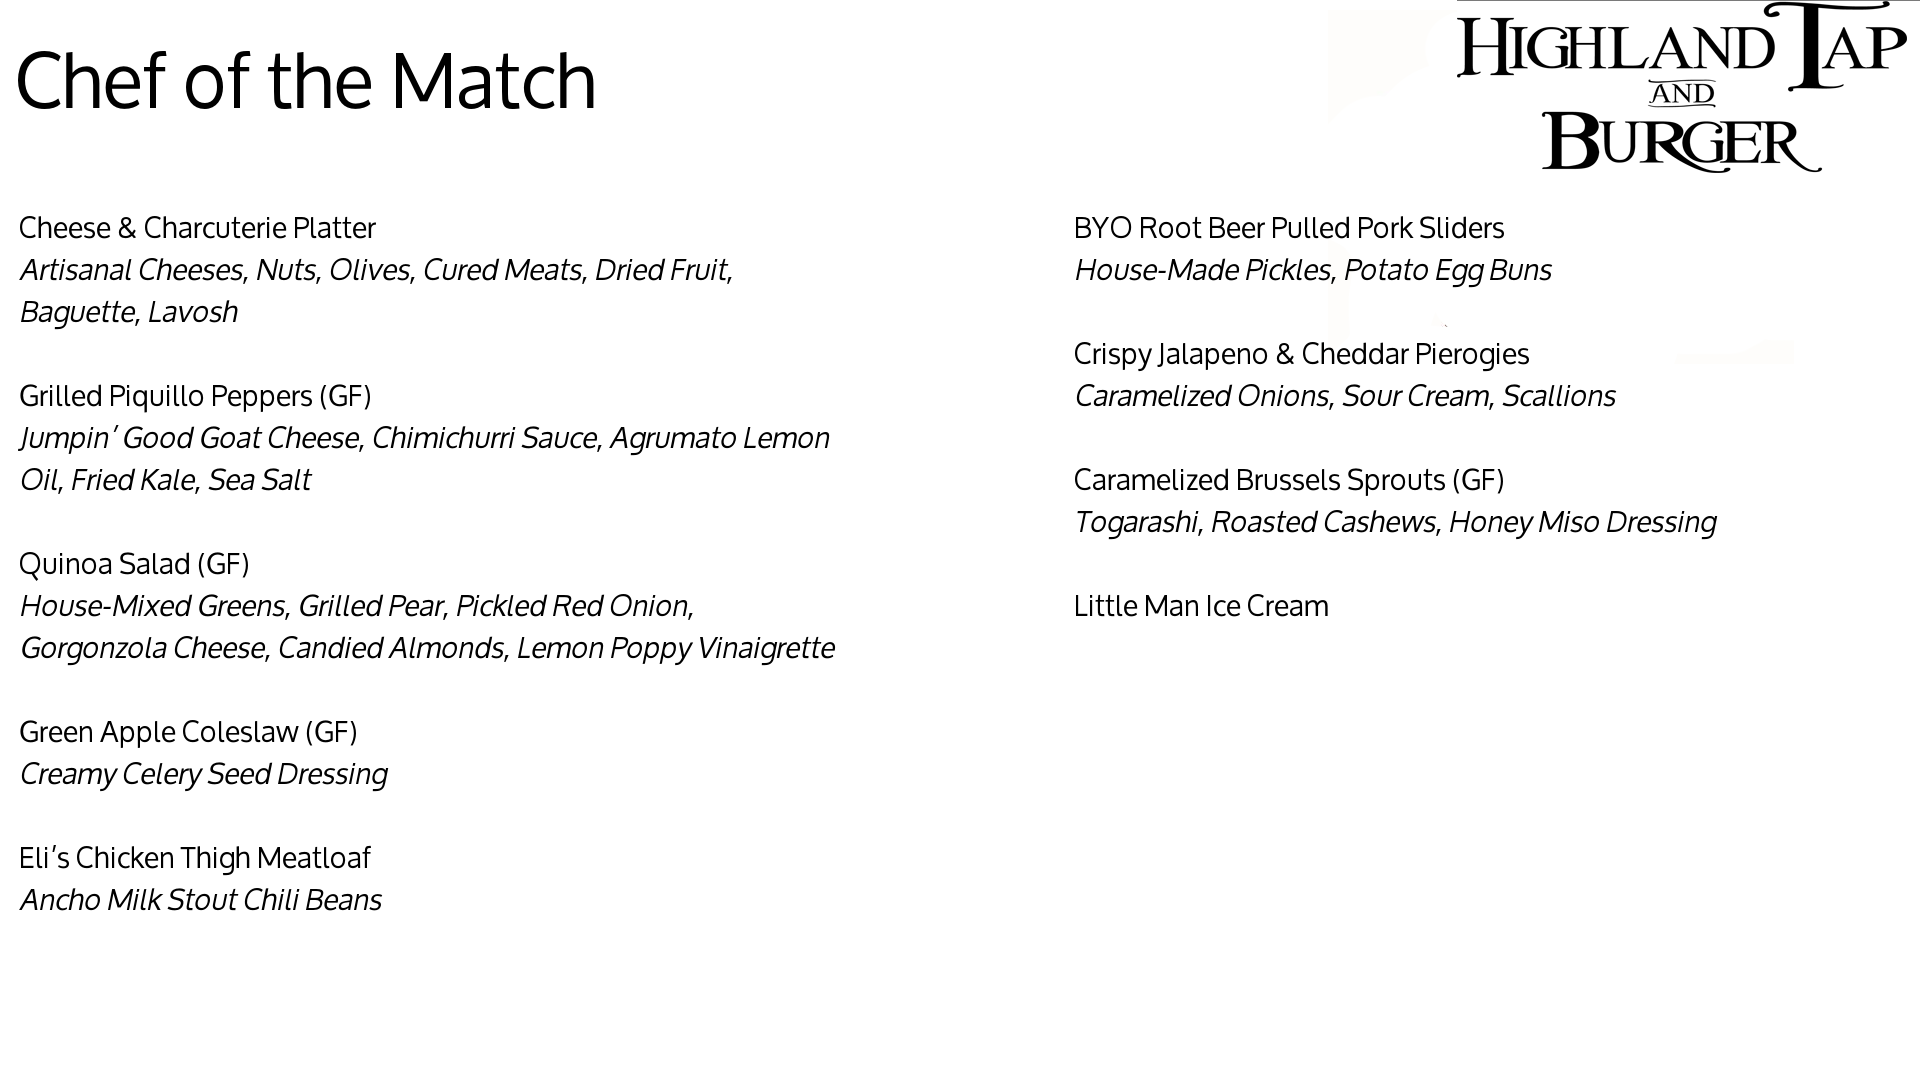 Chef of the Match
HIGHLAND TAP
AND
BURGER
Cheese & Charcuterie Platter
Artisanal Cheeses, Nuts, Olives, Cured Meats, Dried Fruit,
Baguette, Lavosh
Grilled Piquillo Peppers (GF)
Jumpin’ Good Goat Cheese, Chimichurri Sauce, Agrumato Lemon
Oil, Fried Kale, Sea Salt
Quinoa Salad (GF)
House-Mixed Greens, Grilled Pear, Pickled Red Onion,
Gorgonzola Cheese, Candied Almonds, Lemon Poppy Vinaigrette
Green Apple Coleslaw (GF)
Creamy Celery Seed Dressing
Eli’s Chicken Thigh Meatloaf
Ancho Milk Stout Chili Beans
BYO Root Beer Pulled Pork Sliders
House-Made Pickles, Potato Egg Buns
Crispy Jalapeno & Cheddar Pierogies
Caramelized Onions, Sour Cream, Scallions
Caramelized Brussels Sprouts (GF)
Togarashi, Roasted Cashews, Honey Miso Dressing
Little Man Ice Cream